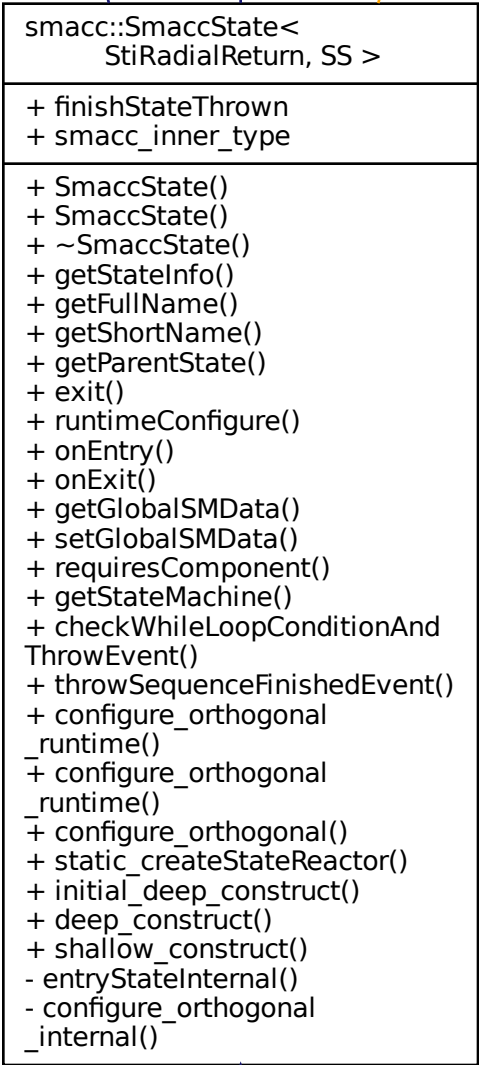 smacc::SmaccState<
StiRadialReturn, SS >
+ finishStateThrown
+ smacc_inner_type
+ SmaccState()
+ SmaccState()
+ ~SmaccState()
+ getStateInfo()
+ getFullName()
+ getShortName()
+ getParentState()
+ exit()
+ runtimeConfigure()
+ onEntry()
+ onExit()
+ getGlobalSMData()
+ setGlobalSMData()
+ requiresComponent()
+ getStateMachine()
+ checkWhileLoopConditionAnd
ThrowEvent()
+ throwSequenceFinishedEvent()
+ configure_orthogonal
_runtime()
+ configure_orthogonal
_runtime()
+ configure_orthogonal()
+ static_createStateReactor()
+ initial_deep_construct()
+ deep_construct()
+ shallow_construct()
- entryStateInternal()
- configure_orthogonal
_internal()